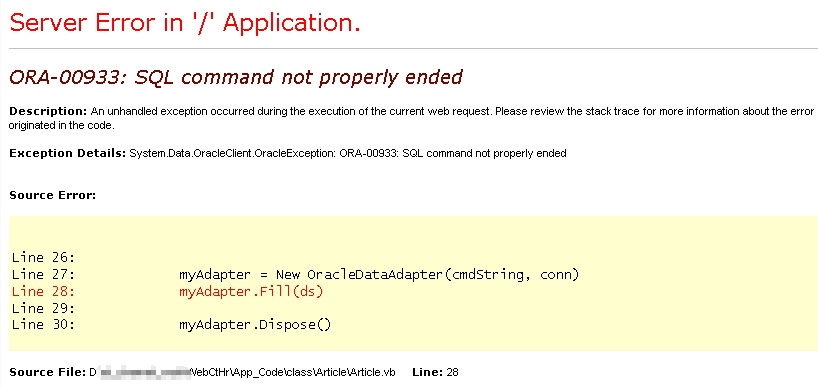 Server Error in '/' Application.
ORA-00933: SQL command not properly ended
Description: An unhandled exception occurred during the execution of the current web request. Please review the stack trace for more information about the error
originated in the code.
Exception Details: System.Data.OracleClient.OracleException: ORA-00933: SQL command not properly ended
Source Error:
Line 26:
Line 27: myAdapter = New OracleDataAdapter(cmdString, conn)
Line 28: myAdapter.Fill(ds)
Line 29:
Line 30: myAdapter.Dispose()
Source File: D WebCtHr\App_Code\class\Article\Article.vb Line: 28